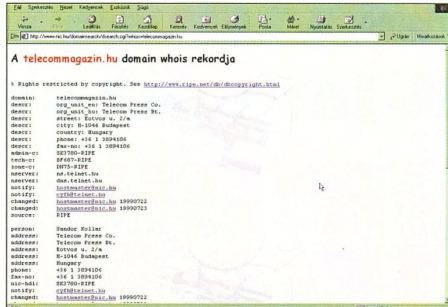 Fájl Szerkesztés Nézet Kedvencek Eszközök Súgó
Vissza Leállítás Frissítés Kezdőlap Keresés Kedvencek Előzmények Posta Méret Nyomtatás Szerkesztés
Cím http://www.nic.hu/domainsearch/dsearch.cgi?whois=telecommagazin.hu Ugrás Hivatkozások
A telecommagazin.hu domain whois rekordja
% Rights restricted by copyright. See http://www.ripe.net/db/dbcopyright.html
domain: telecommagazin.hu
descr: org_unit_en: Telecom Press Co.
descr: org_unit_hu: Telecom Press Bt.
descr: street: Eotvos u. 2/a
descr: city: H-1046 Budapest
descr: country: Hungary
descr: phone: +36 1 3894106
descr: fax-no: +36 1 3894106
admin-c: SK3780-RIPE
tech-c: BF687-RIPE
zone-c: PN75-RIPE
nserver: ns.telnet.hu
nserver: dns.telnet.hu
notify: hostmaster@nic.hu
notify: cyfh@telnet.hu
changed: hostmaster@nic.hu 19990722
changed: hostmaster@nic.hu 19990723
source: RIPE
person: Sandor Kollar
address: Telecom Press Co.
address: Telecom Press Bt.
address: Eotvos u. 2/a
address: H-1046 Budapest
address: Hungary
phone: +36 1 3894106
fax-no: +36 1 3894106
nic-hdl: SK3780-RIPE
notify: cyfh@telnet.hu
changed: hostmaster@nic.hu 19990722